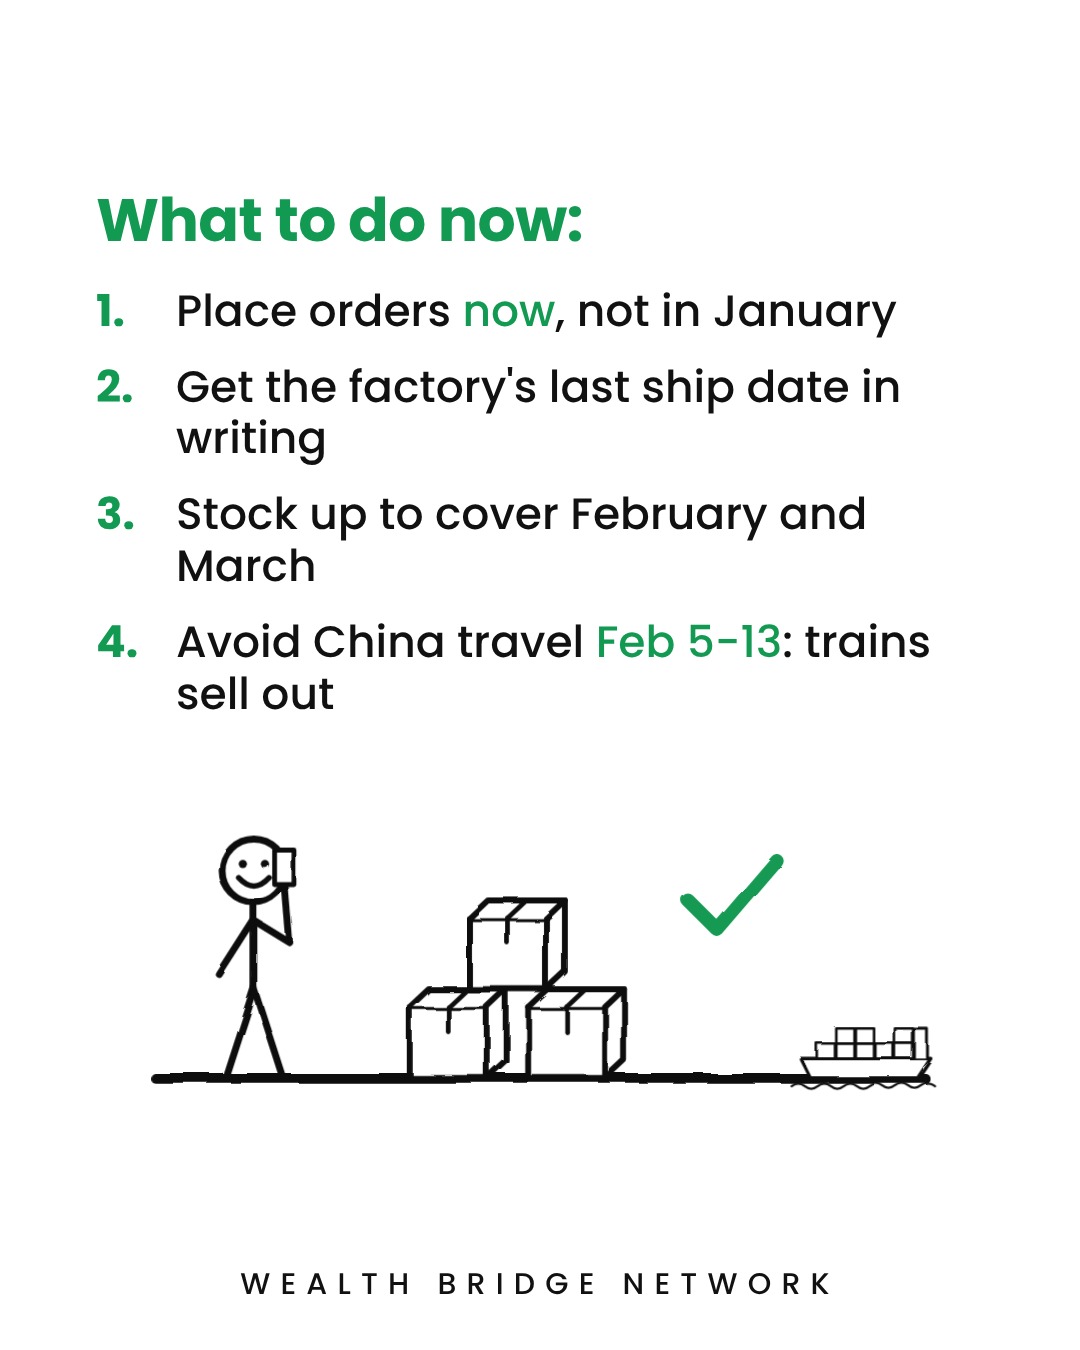 What to do now:
1. Place orders now, not in January
2. Get the factory's last ship date in
writing
3. Stock up to cover February and
March
4. Avoid China travel Feb 5-13: trains
sell out
WEALTH BRIDGE NETWORK